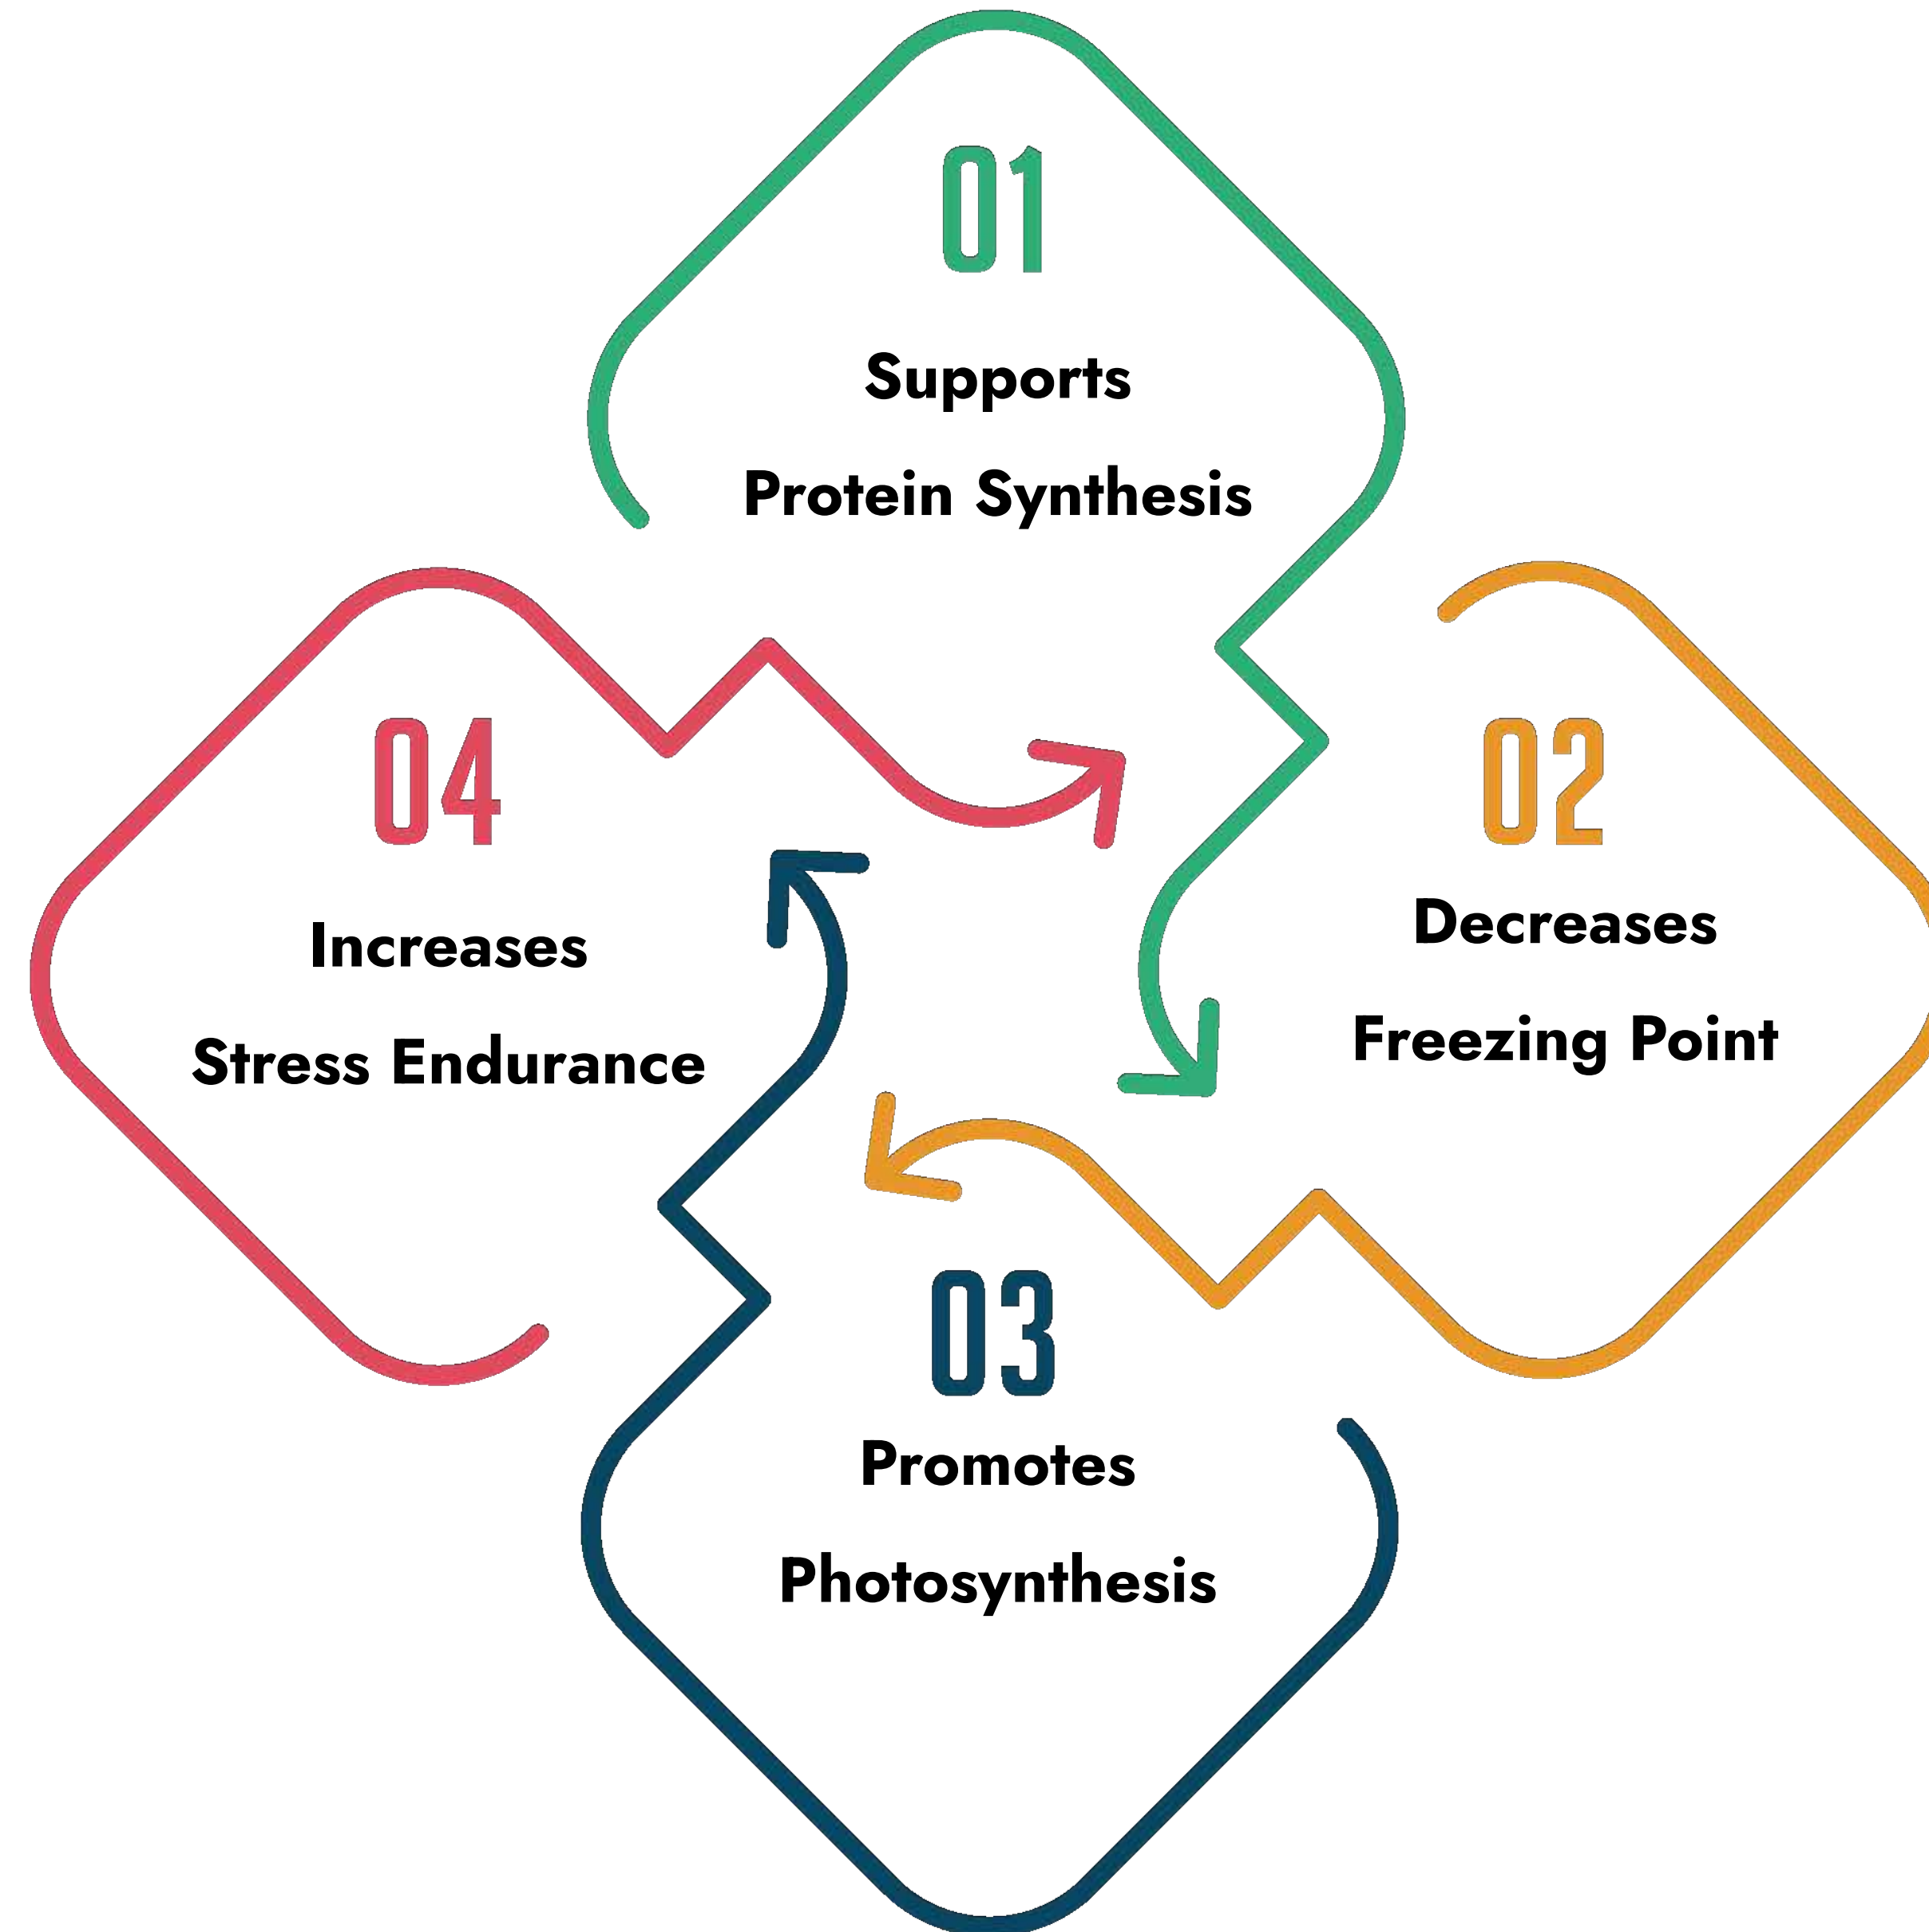 01
Supports
Protein Synthesis
02
Decreases
Freezing Point
03
Promotes
Photosynthesis
04
Increases
Stress Endurance